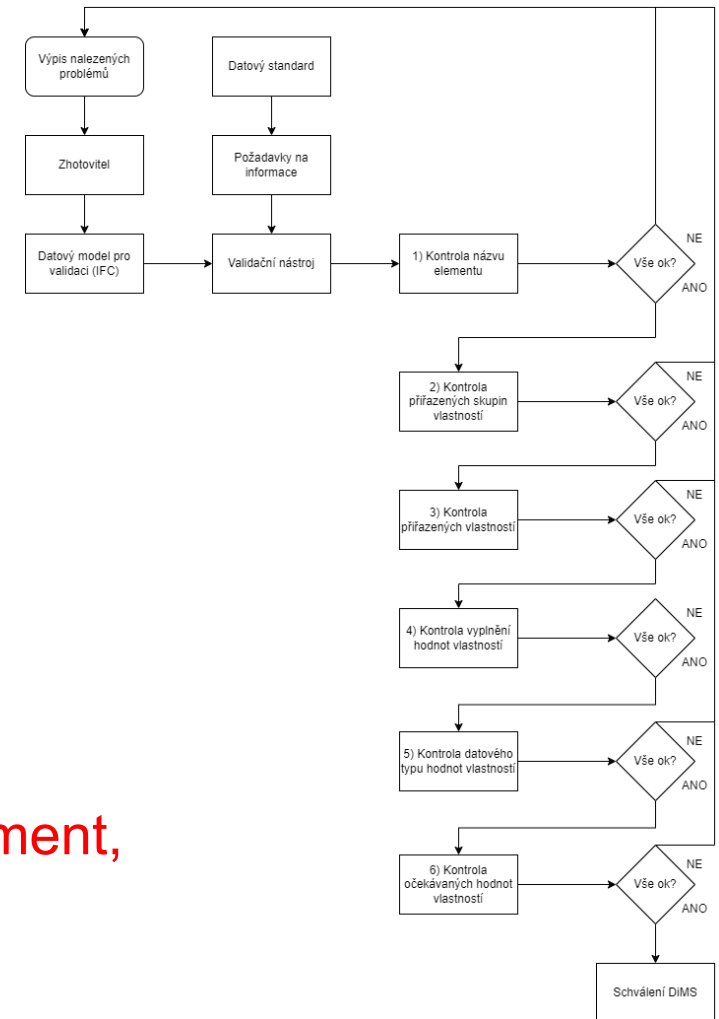 Výpis nalezených
problémů
Datový standard
Zhotovitel
Požadavky na
informace
Datový model pro
validaci (IFC)
Validační nástroj
1) Kontrola názvu
elementu
Vše ok?
NE
ANO
2) Kontrola
přiřazených skupin
vlastností
Vše ok?
NE
ANO
3) Kontrola
přiřazených vlastností
Vše ok?
NE
ANO
4) Kontrola vyplnění
hodnot vlastností
Vše ok?
NE
ANO
5) Kontrola datového
typu hodnot vlastností
Vše ok?
NE
ANO
ment,
6) Kontrola
očekávaných hodnot
vlastností
Vše ok?
NE
ANO
Schválení DiMS